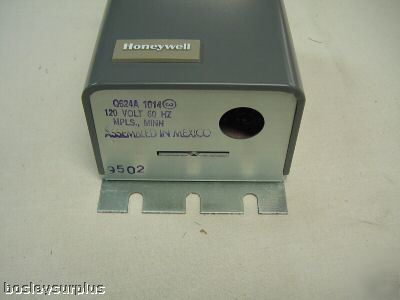 Honeywell
Q624A 1014
120 VOLT 60 HZ
MPLS., MINN
ASSEMBLED IN MEXICO
9502
bosleysurplus